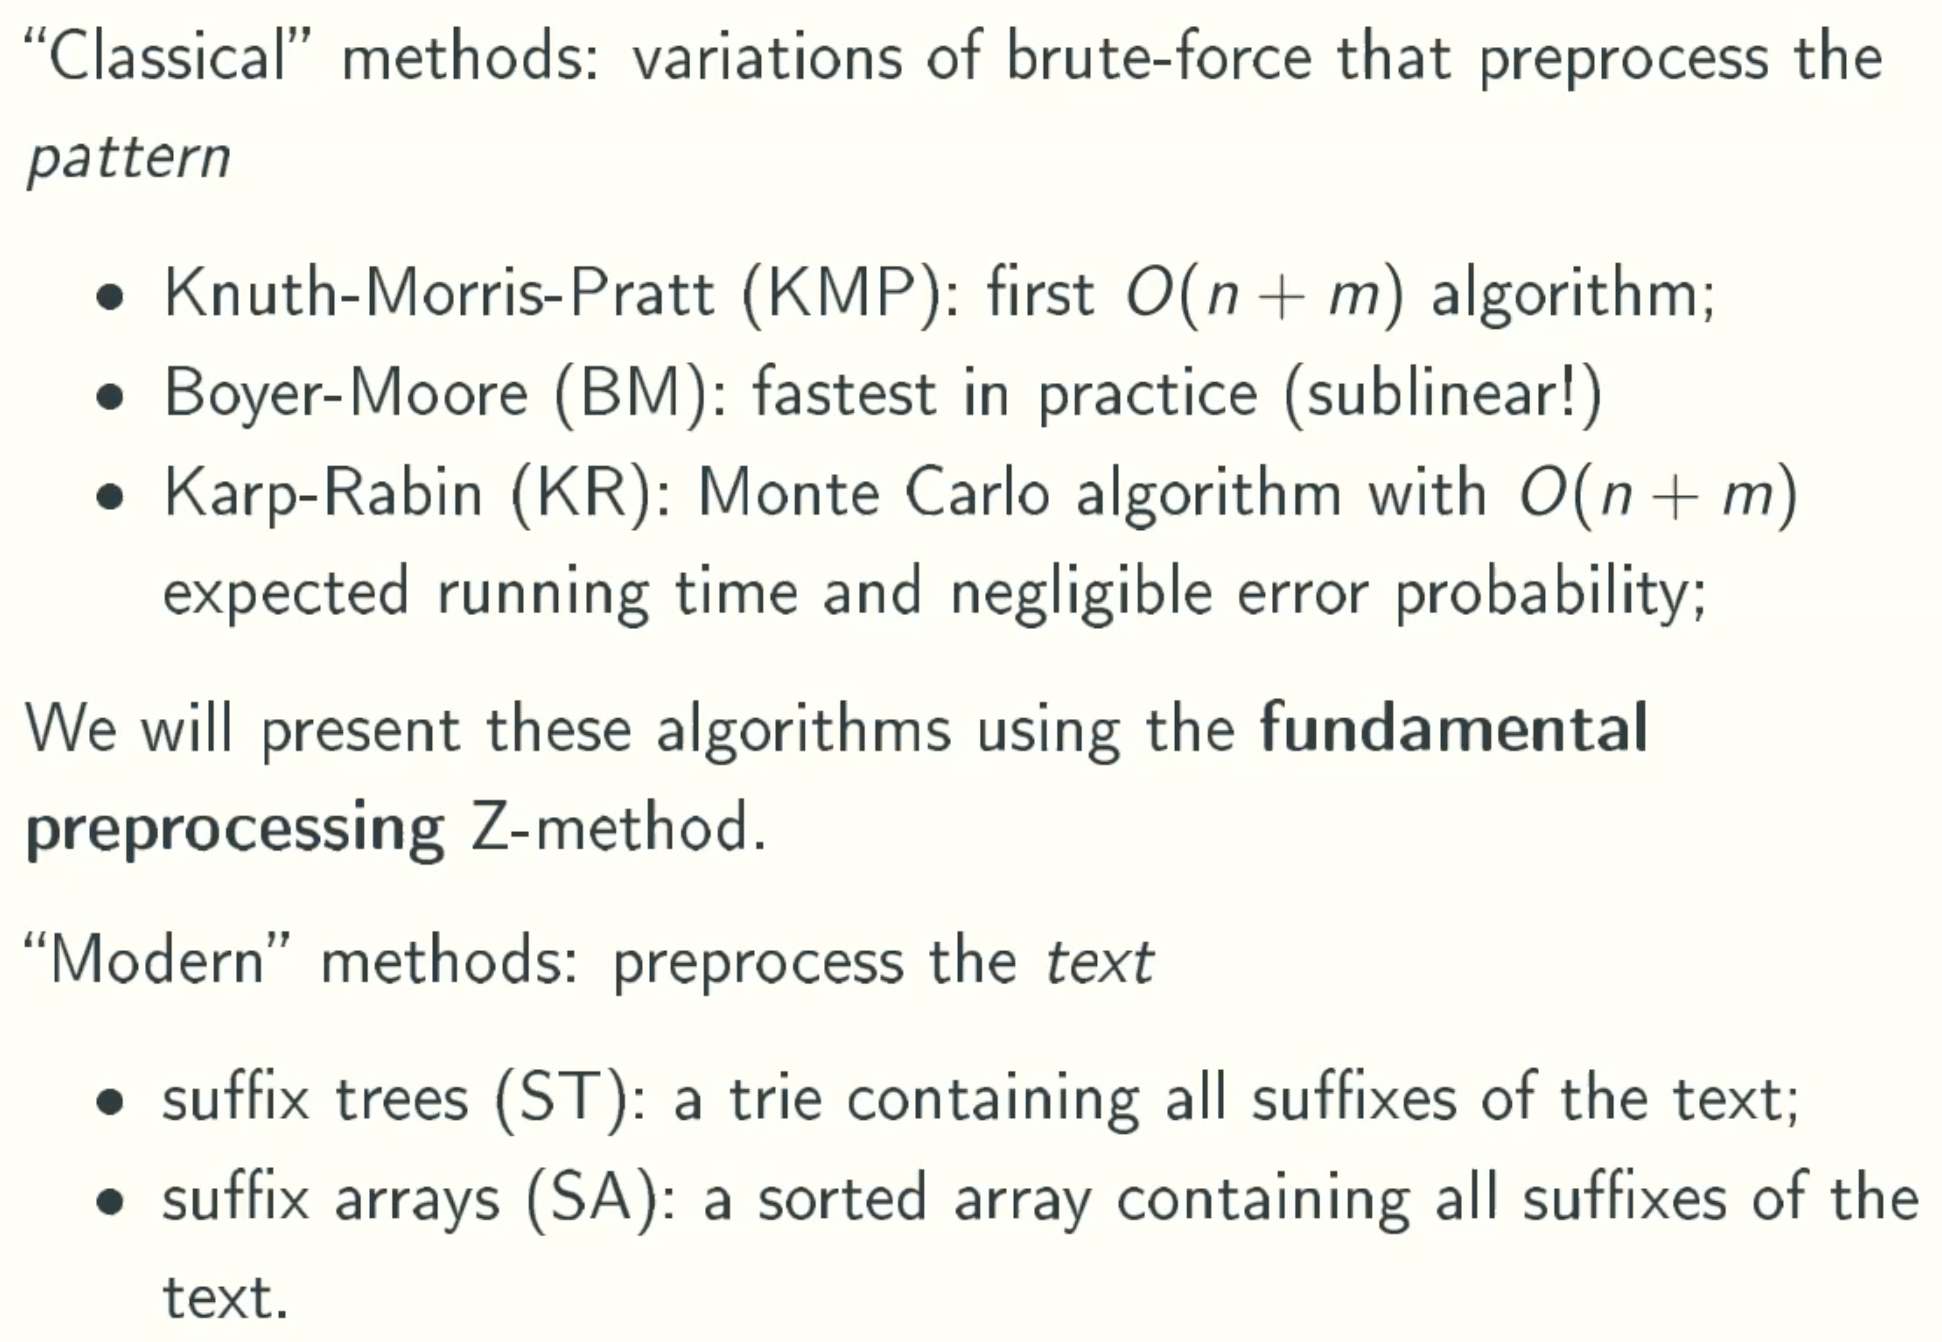 “Classical” methods: variations of brute-force that preprocess the
pattern
• Knuth-Morris-Pratt (KMP): first O(n + m) algorithm;
• Boyer-Moore (BM): fastest in practice (sublinear!)
• Karp-Rabin (KR): Monte Carlo algorithm with O(n + m)
expected running time and negligible error probability;
We will present these algorithms using the fundamental
preprocessing Z-method.
“Modern” methods: preprocess the text
• suffix trees (ST): a trie containing all suffixes of the text;
• suffix arrays (SA): a sorted array containing all suffixes of the
text.